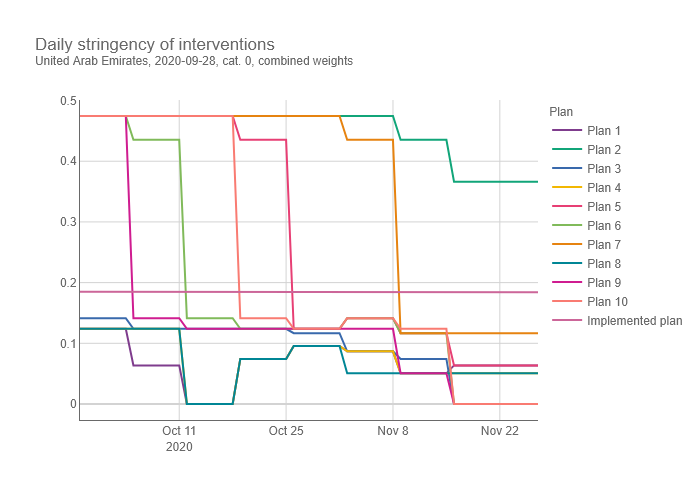 Daily stringency of interventions
United Arab Emirates, 2020-09-28, cat. 0, combined weights
0.5
0.4
0.3
0.2
0.1
0
Oct 11
2020
Oct 25
Nov 8
Nov 22
Plan
Plan 1
Plan 2
Plan 3
Plan 4
Plan 5
Plan 6
Plan 7
Plan 8
Plan 9
Plan 10
Implemented plan